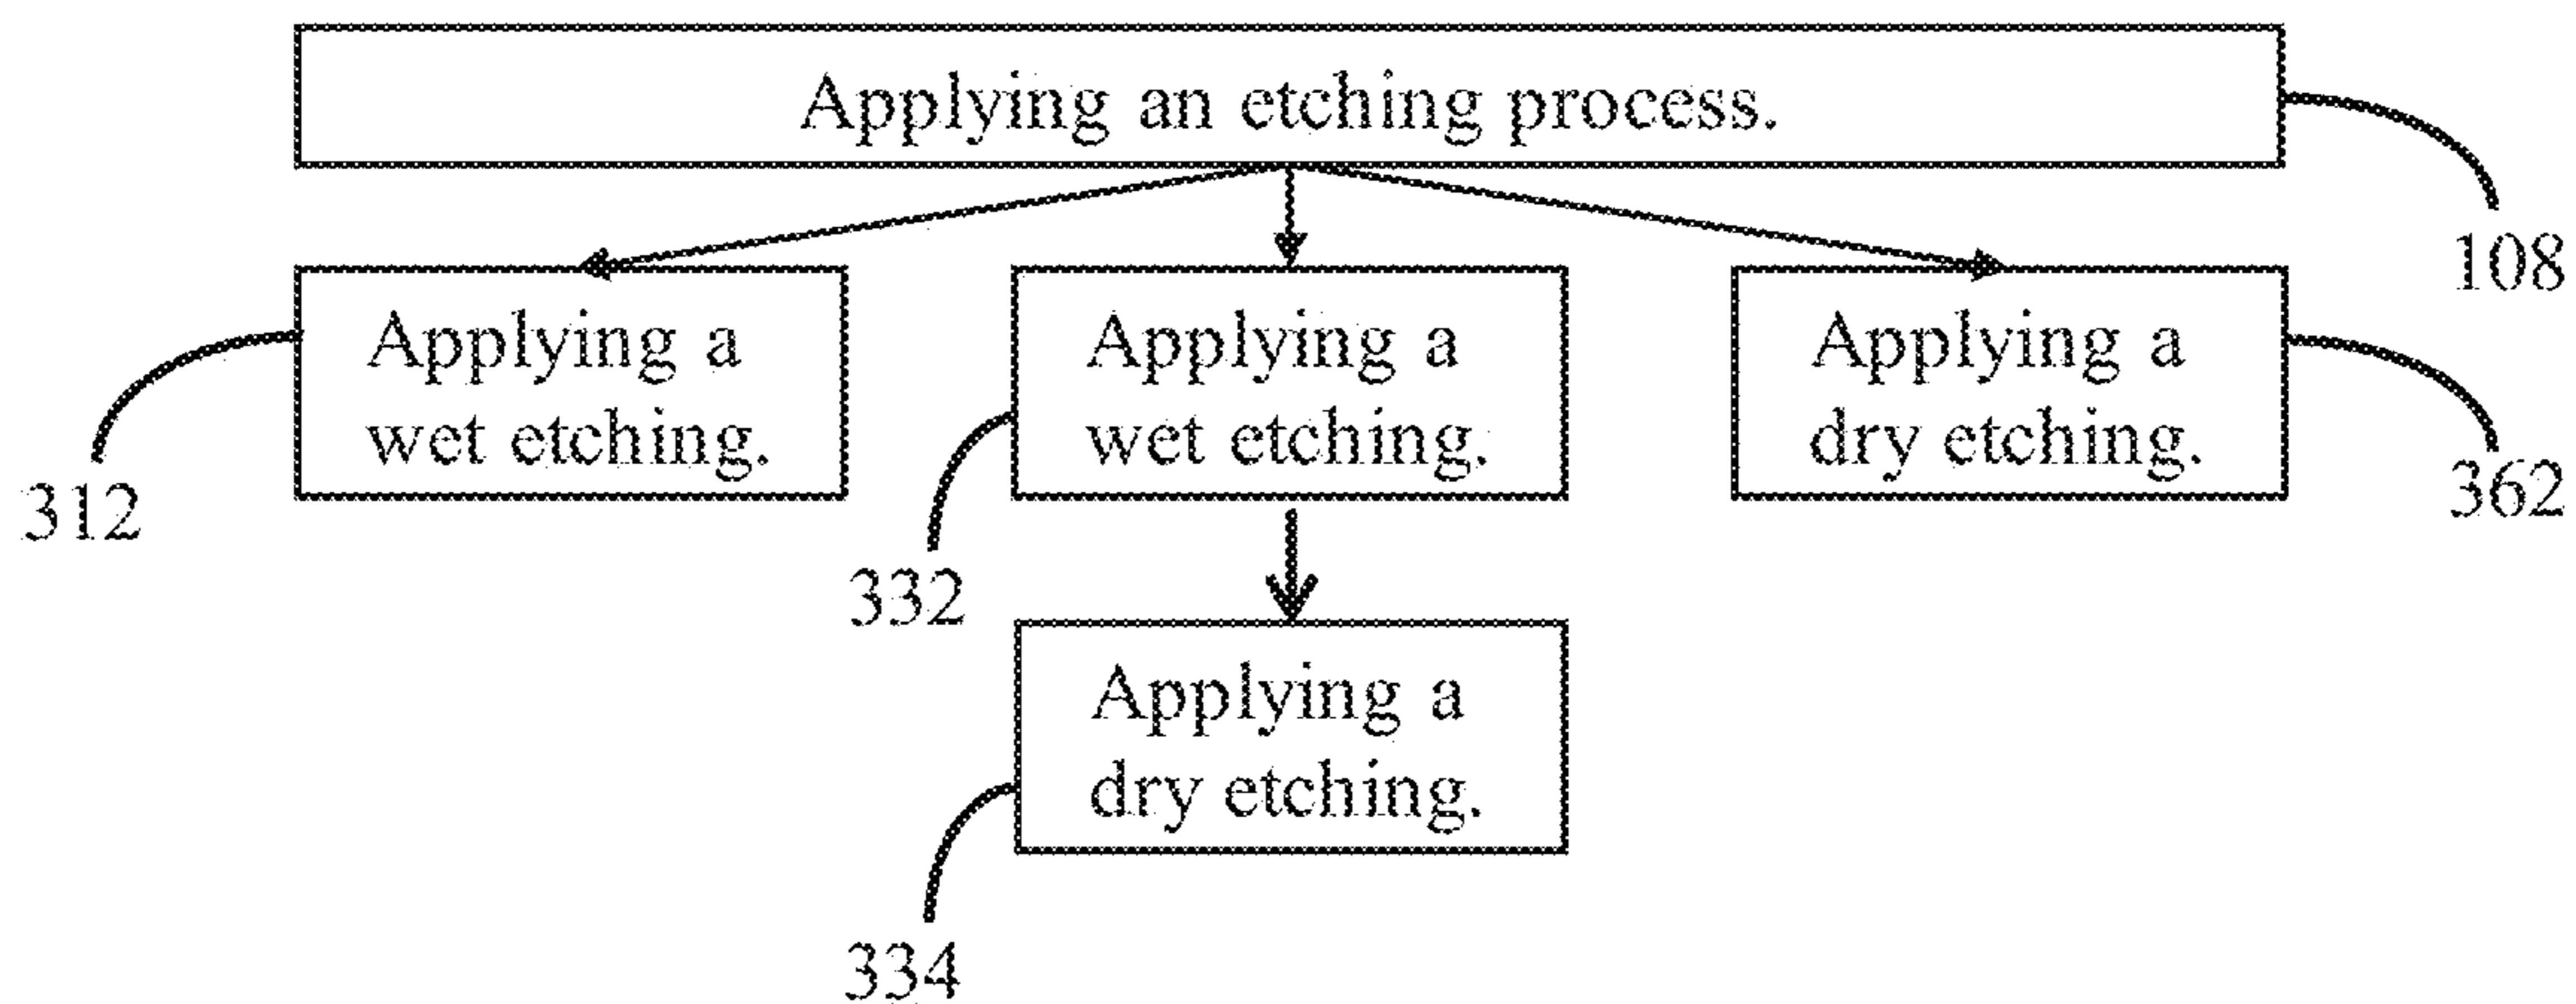 Applying an etching process.
108
Applying a
wet etching.
312
Applying a
wet etching.
332
Applying a
dry etching.
362
Applying a
dry etching.
334